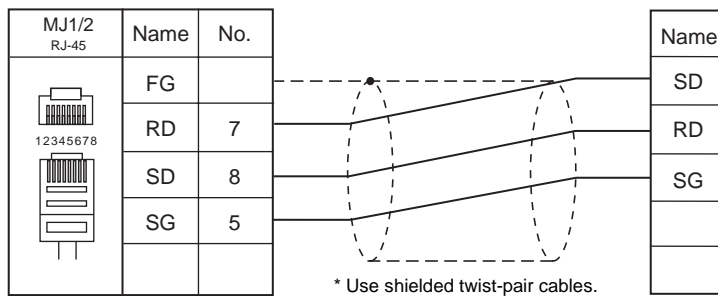 MJ1/2 Name No. Name
RJ-45
FG SD
12345678
RD 7 RD
SD 8 SG
SG 5
* Use shielded twist-pair cables.